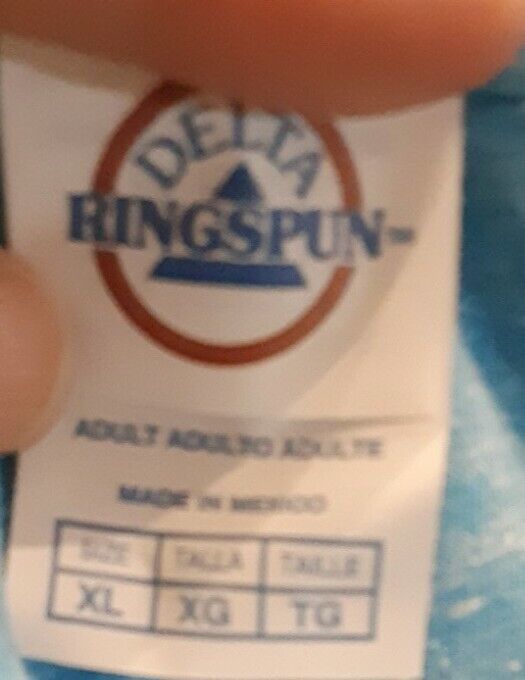 DELTA
RINGSPUN™
ADULT ADULTO ADULTE
MADE IN MEXICO
SIZE TALLA TAILLE
XL XG TG